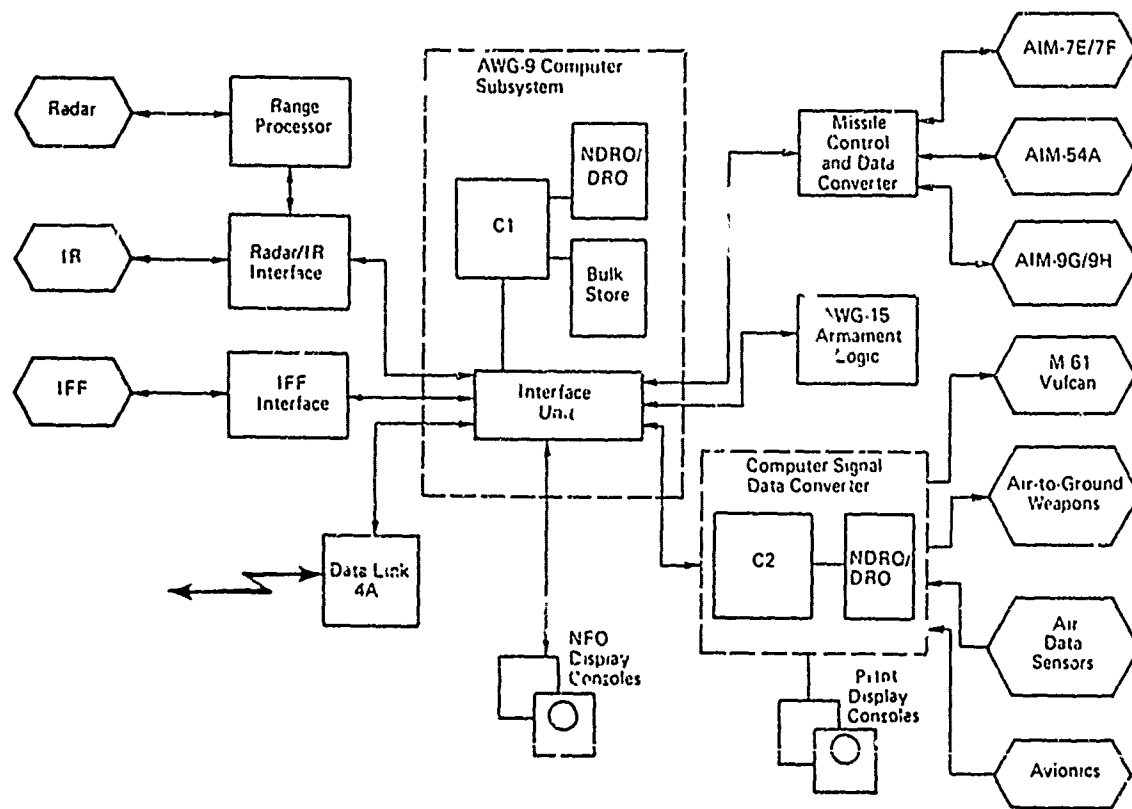 Radar
Range
Processor
AWG-9 Computer
Subsystem
NDRO/
DRO
C1
Bulk
Store
Missile
Control
and Data
Converter
AIM-7E/7F
AIM-54A
AIM-9G/9H
IR
Radar/IR
Interface
IFF
IFF
Interface
Interface
Unit
AWG-15
Armament
Logic
M 61
Vulcan
Computer Signal
Data Converter
C2
NDRO/
DRO
Air-to-Ground
Weapons
Data Link
4A
NFO
Display
Consoles
Display
Consoles
Air
Data
Sensors
Avionics